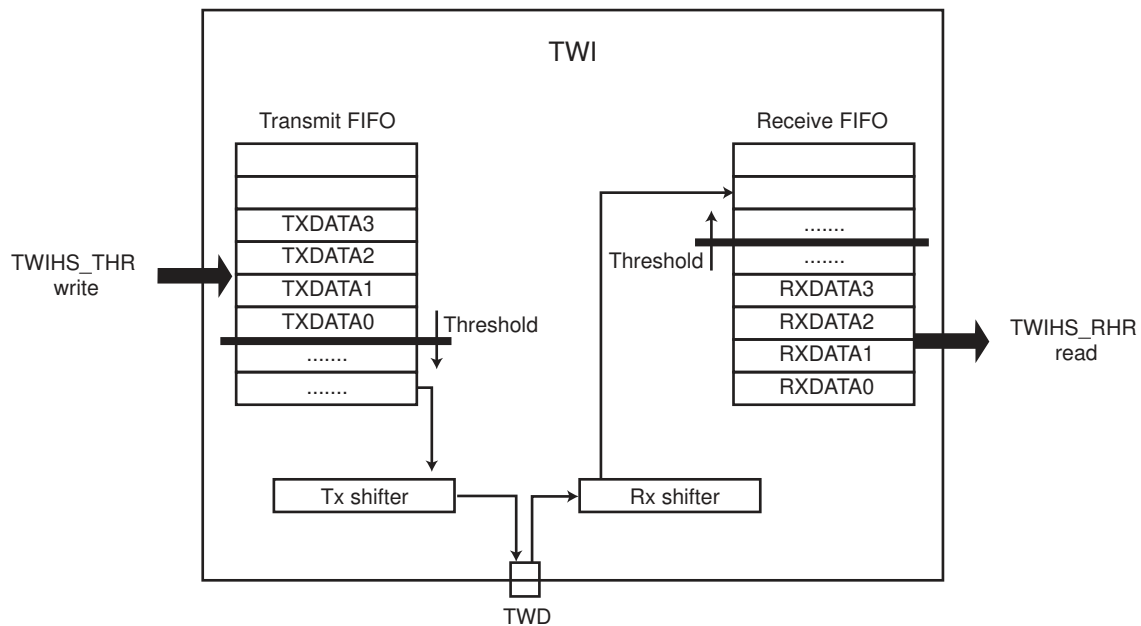 TWI
Transmit FIFO
TXDATA3
TXDATA2
TXDATA1
TXDATA0
.......
.......
TWIHS_THR
write
Threshold
Receive FIFO
.......
.......
RXDATA3
RXDATA2
RXDATA1
RXDATA0
Threshold
TWIHS_RHR
read
Tx shifter
Rx shifter
TWD